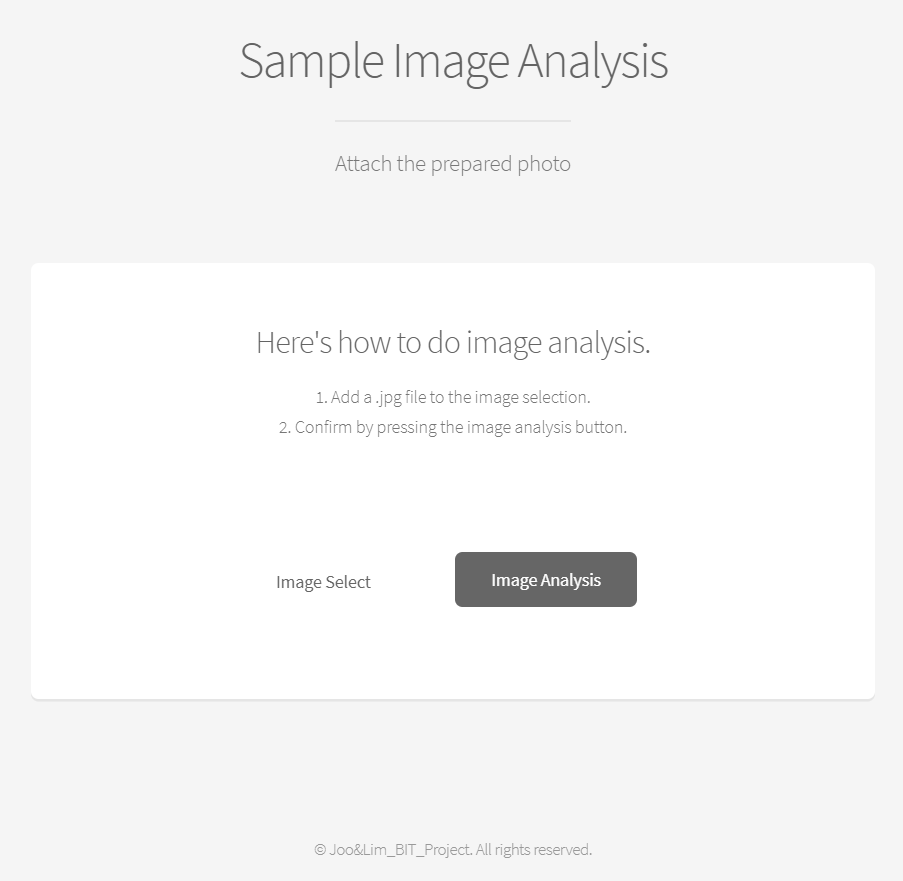 Sample Image Analysis
Attach the prepared photo
Here's how to do image analysis.
1. Add a .jpg file to the image selection.
2. Confirm by pressing the image analysis button.
Image Select
Image Analysis
© Joo&Lim_BIT_Project. All rights reserved.